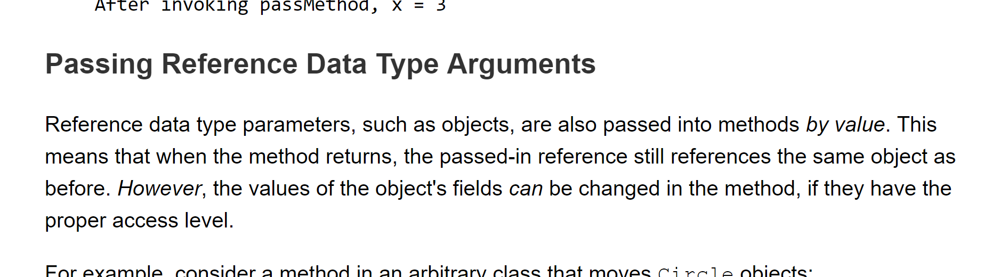 After invoking passMethod, x = 3
Passing Reference Data Type Arguments
Reference data type parameters, such as objects, are also passed into methods by value. This
means that when the method returns, the passed-in reference still references the same object as
before. However, the values of the object's fields can be changed in the method, if they have the
proper access level.
For example, consider a method in an arbitrary class that moves Circle objects: